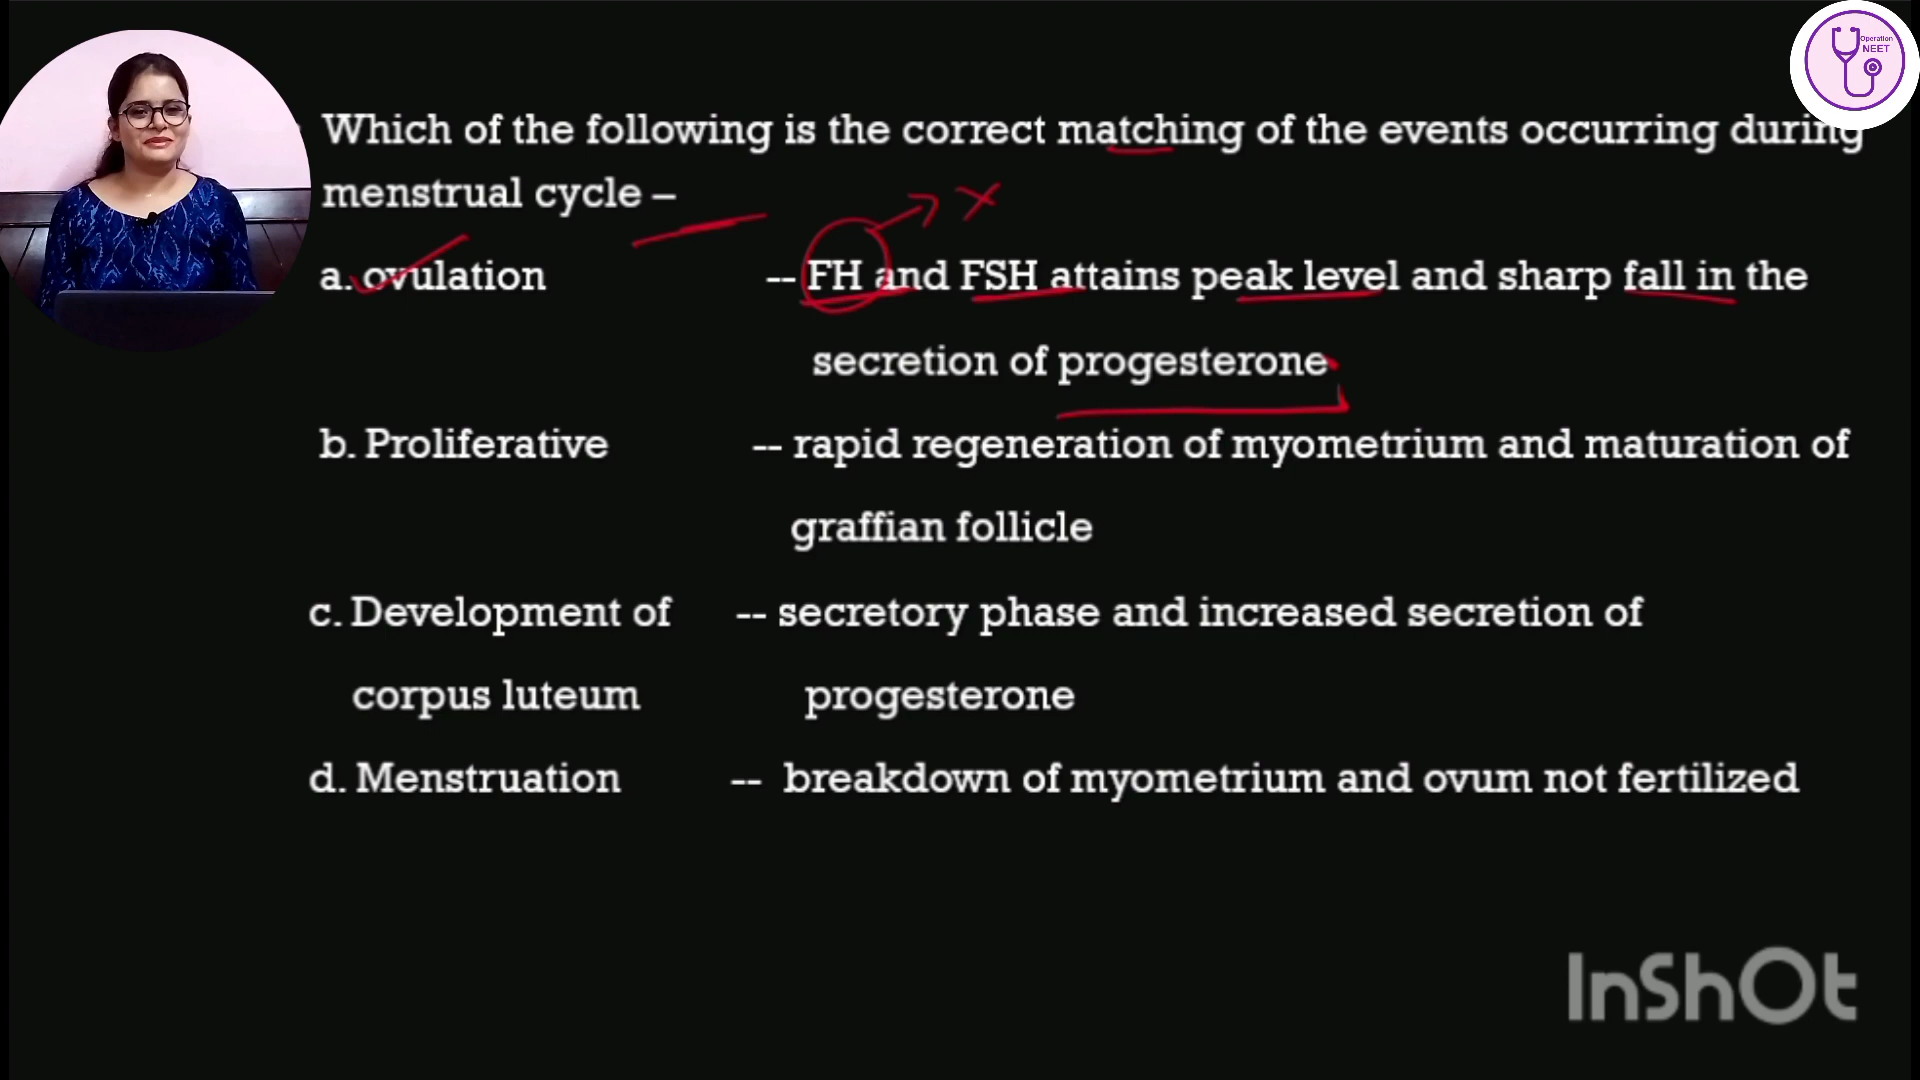 Operation
NEET
Which of the following is the correct matching of the events occurring during
menstrual cycle –
a. ovulation -- FH and FSH attains peak level and sharp fall in the
secretion of progesterone
b. Proliferative -- rapid regeneration of myometrium and maturation of
graffian follicle
c. Development of -- secretory phase and increased secretion of
corpus luteum progesterone
d. Menstruation -- breakdown of myometrium and ovum not fertilized
InShOt